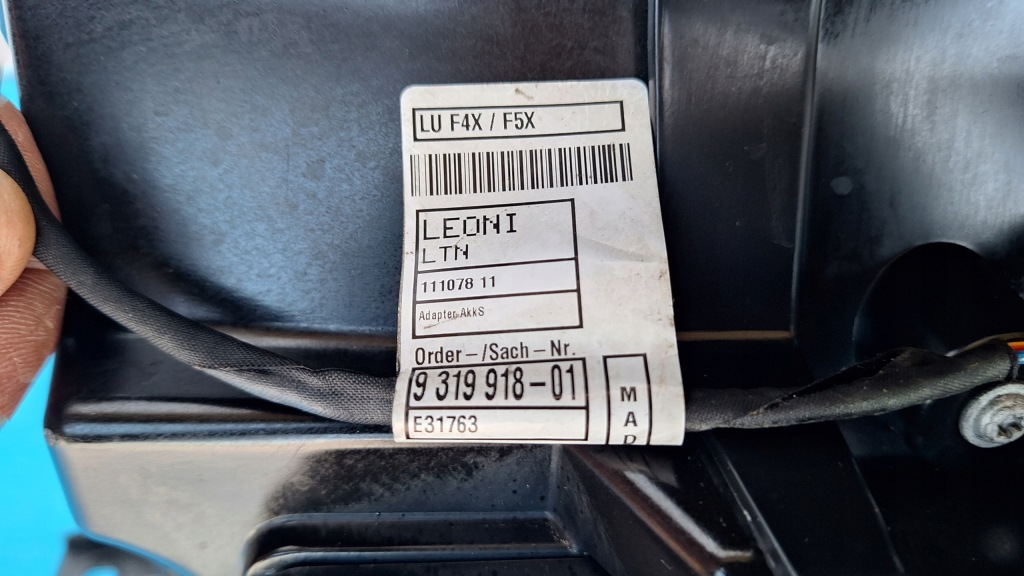 LU F4X / F5X
LEONI
LTN
111078 11
Adapter AkkS
Order-/Sach-Nr.
9 319 918-01
E31763
M
A